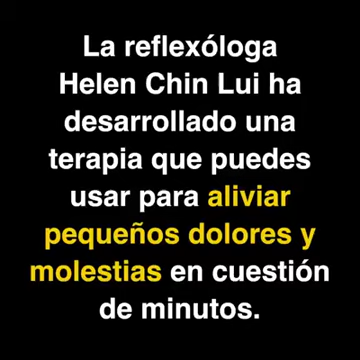 La reflexóloga
Helen Chin Lui ha
desarrollado una
terapia que puedes
usar para aliviar
pequeños dolores y
molestias en cuestión
de minutos.